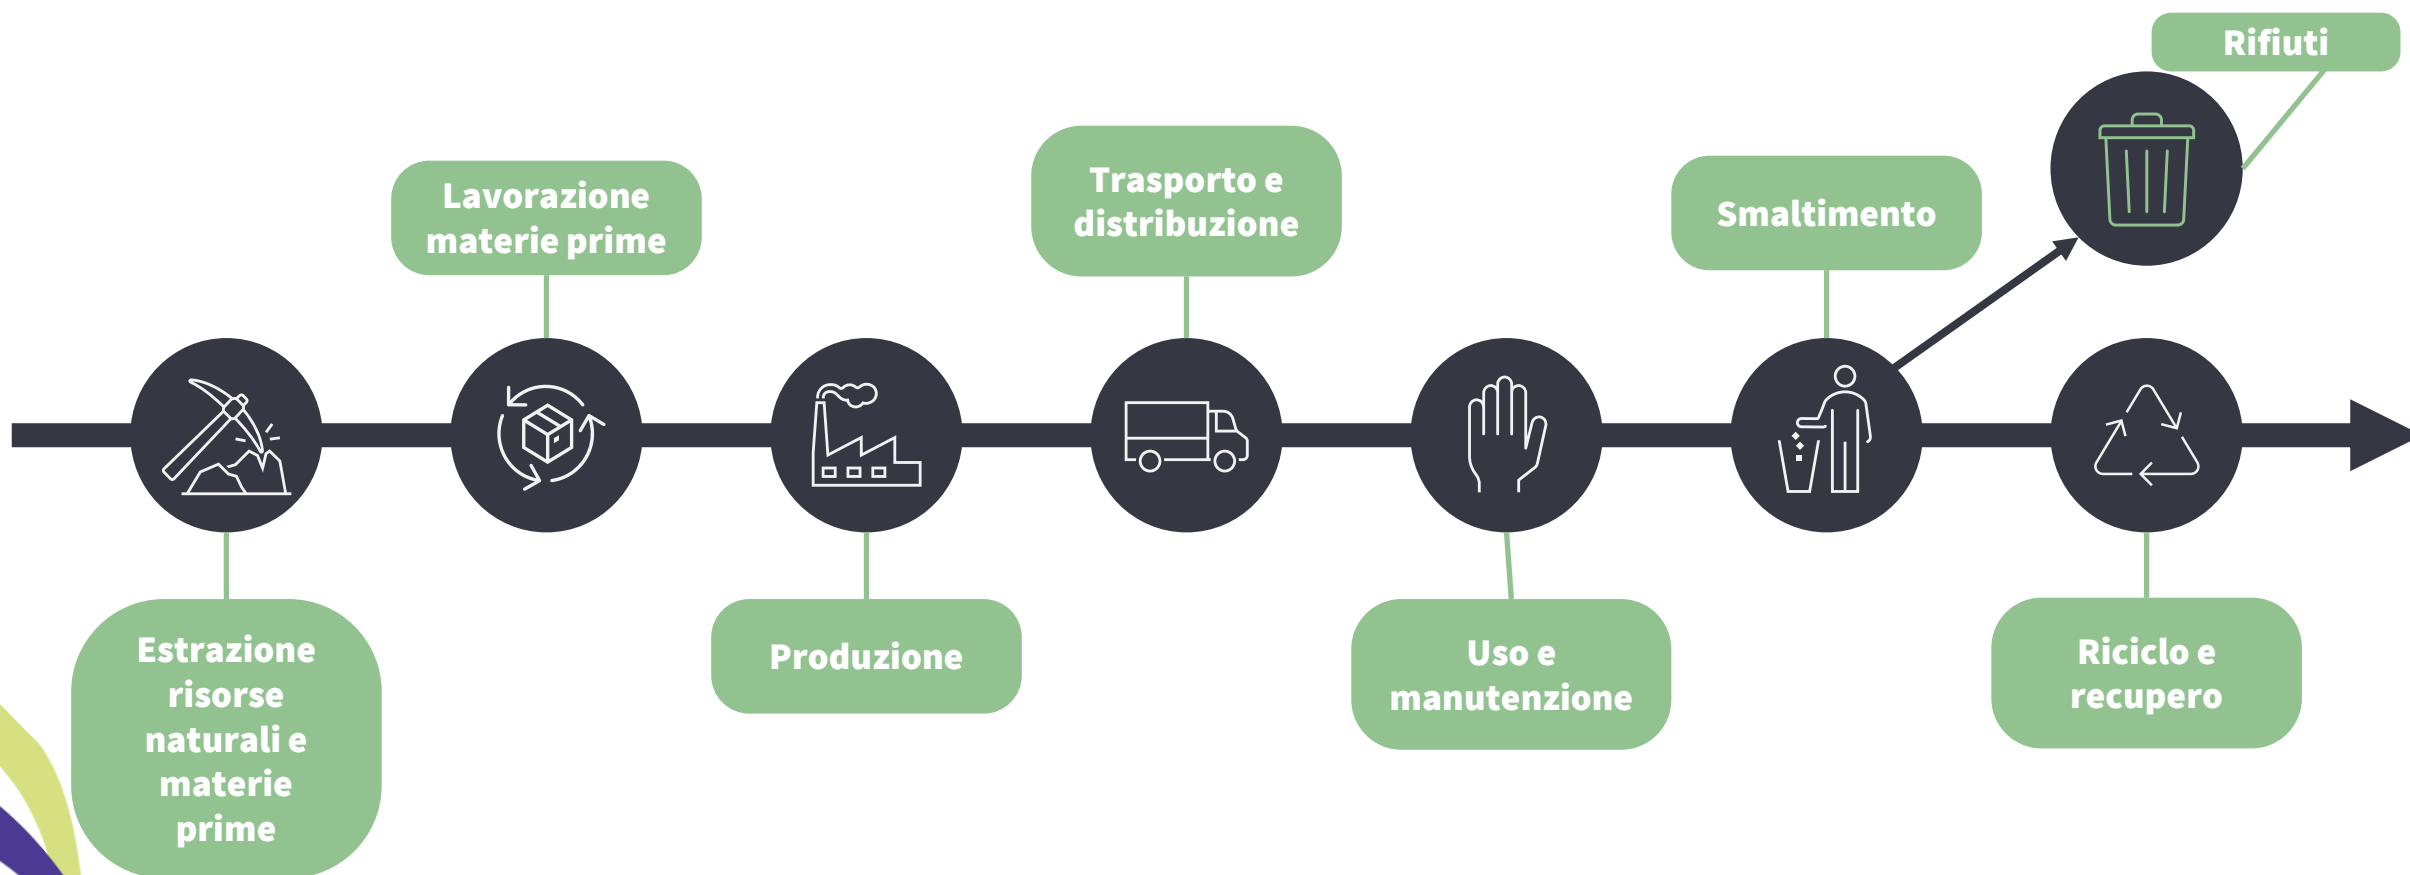 Estrazione
risorse
naturali e
materie
prime
Lavorazione
materie prime
Produzione
Trasporto e
distribuzione
Uso e
manutenzione
Smaltimento
Rifiuti
Riciclo e
recupero